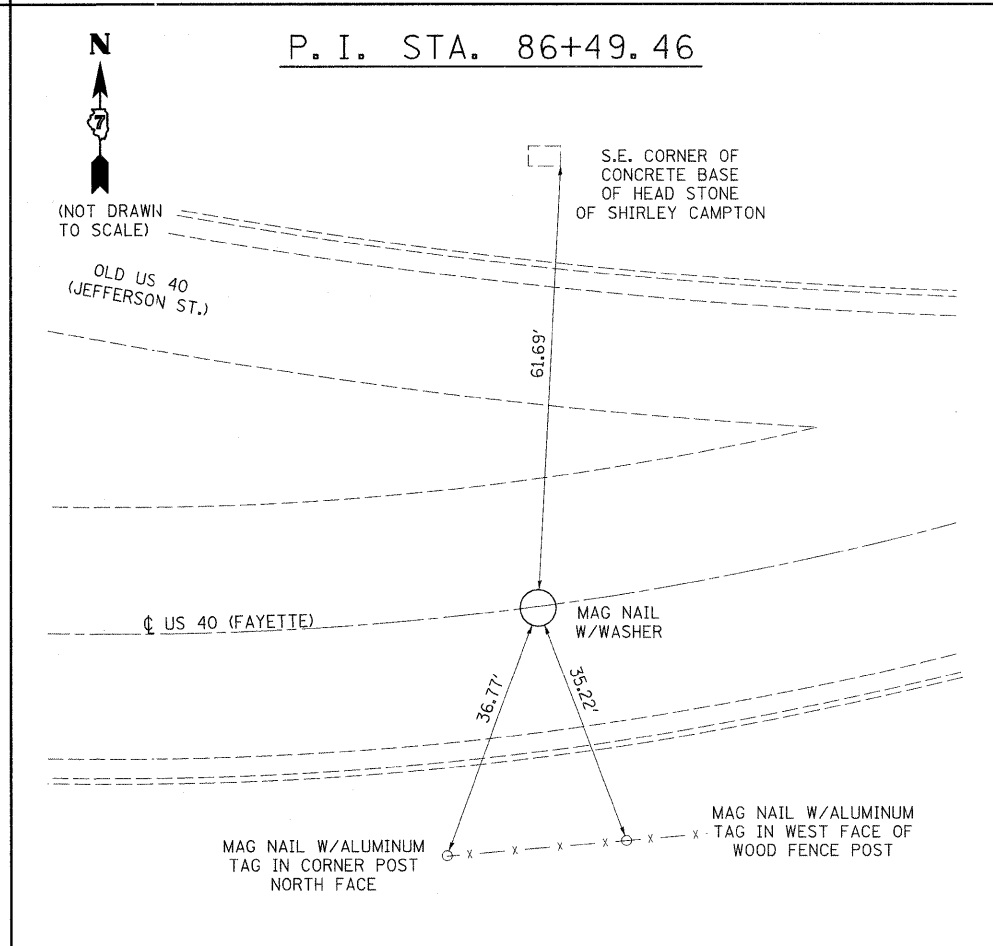 P. I. STA. 86+49.46
N
7
(NOT DRAWN
TO SCALE)
S.E. CORNER OF
CONCRETE BASE
OF HEAD STONE
OF SHIRLEY CAMPTON
OLD US 40
(JEFFERSON ST.)
61.69'
℄ US 40 (FAYETTE)
MAG NAIL
W/WASHER
36.77'
35.22'
MAG NAIL W/ALUMINUM
TAG IN CORNER POST
NORTH FACE
MAG NAIL W/ALUMINUM
TAG IN WEST FACE OF
WOOD FENCE POST